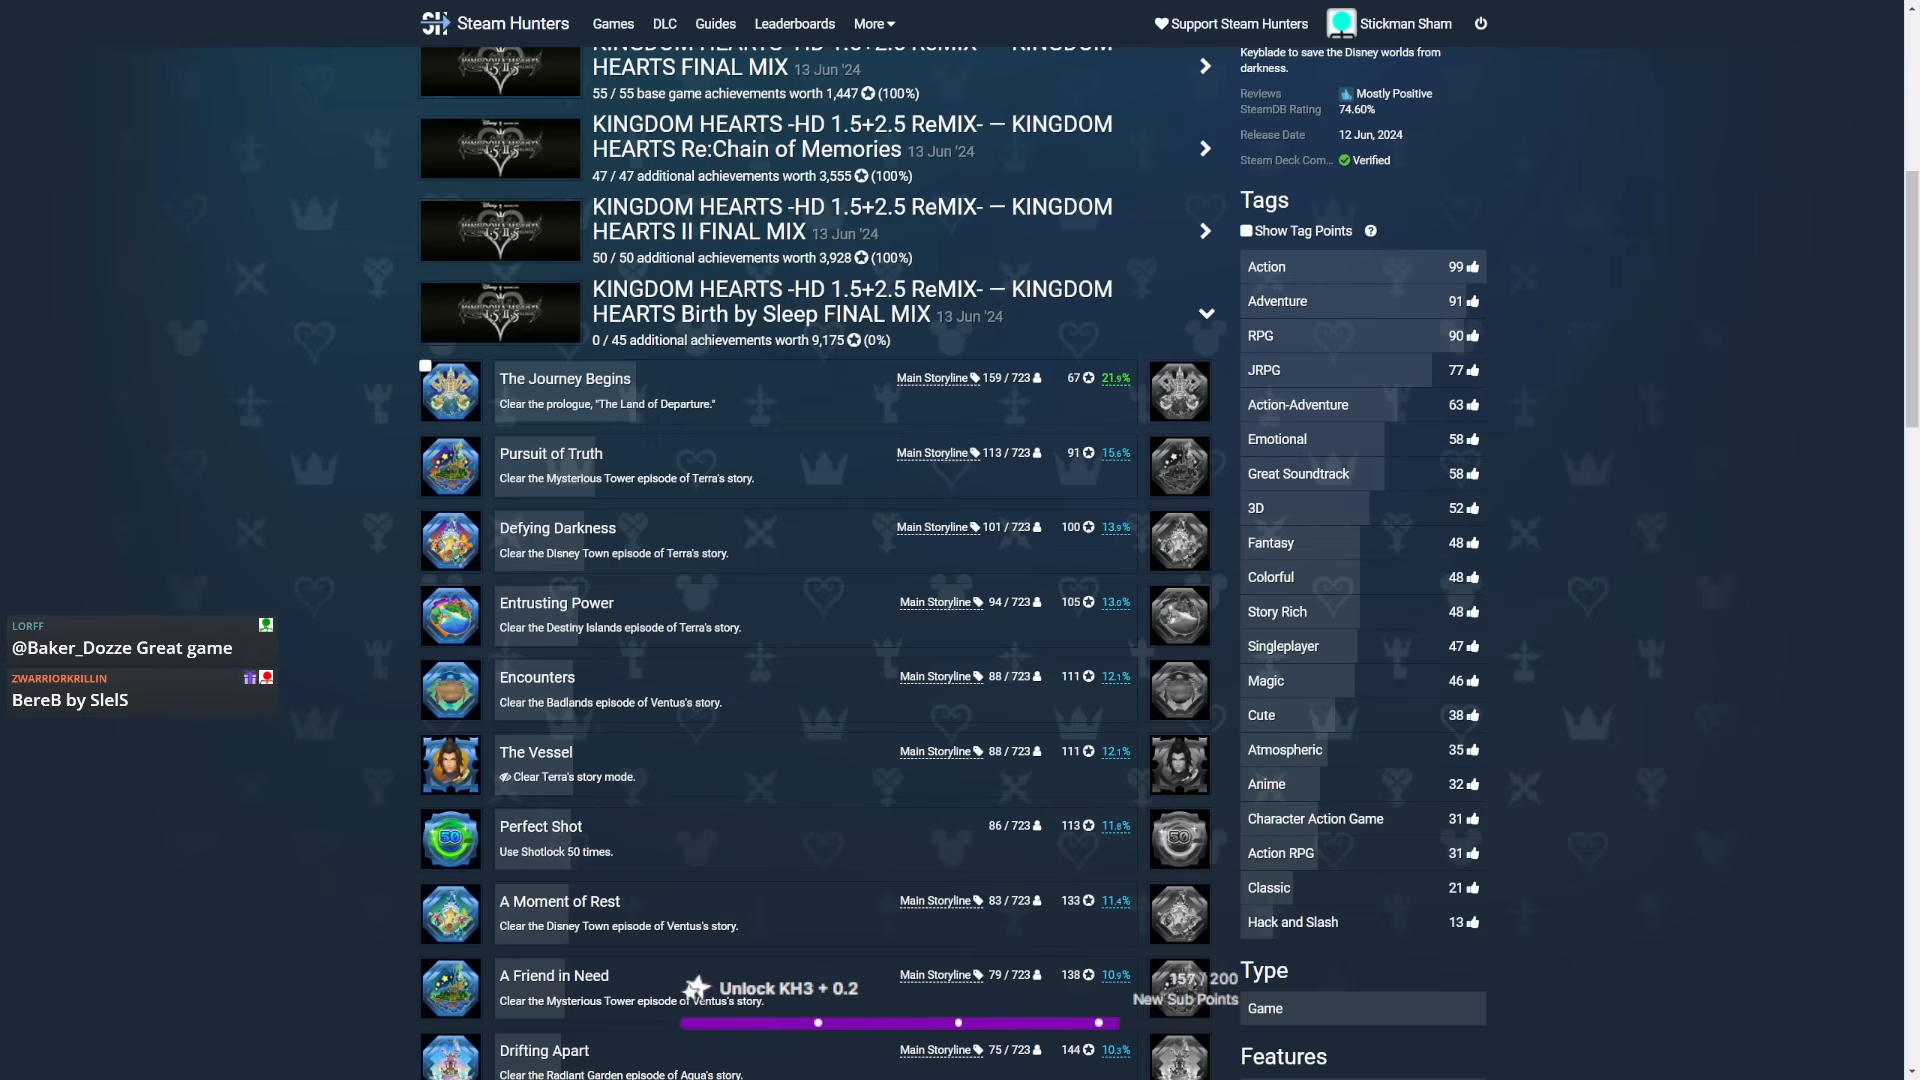 Steam Hunters
Games
DLC
Guides
Leaderboards
More
Support Steam Hunters
Stickman Sham
KINGDOM HEARTS -HD 1.5+2.5 ReMIX- — KINGDOM
HEARTS FINAL MIX 13 Jun '24
55 / 55 base game achievements worth 1,447 (100%)
KINGDOM HEARTS -HD 1.5+2.5 ReMIX- — KINGDOM
HEARTS Re:Chain of Memories 13 Jun '24
47 / 47 additional achievements worth 3,555 (100%)
KINGDOM HEARTS -HD 1.5+2.5 ReMIX- — KINGDOM
HEARTS II FINAL MIX 13 Jun '24
50 / 50 additional achievements worth 3,928 (100%)
KINGDOM HEARTS -HD 1.5+2.5 ReMIX- — KINGDOM
HEARTS Birth by Sleep FINAL MIX 13 Jun '24
0 / 45 additional achievements worth 9,175 (0%)
The Journey Begins
Main Storyline 159 / 723 67 21.9%
Clear the prologue, "The Land of Departure."
Pursuit of Truth
Main Storyline 113 / 723 91 15.6%
Clear the Mysterious Tower episode of Terra's story.
Defying Darkness
Main Storyline 101 / 723 100 13.9%
Clear the Disney Town episode of Terra's story.
Entrusting Power
Main Storyline 94 / 723 105 13.0%
Clear the Destiny Islands episode of Terra's story.
Encounters
Main Storyline 88 / 723 111 12.1%
Clear the Badlands episode of Ventus's story.
The Vessel
Main Storyline 88 / 723 111 12.1%
Clear Terra's story mode.
50
Perfect Shot
86 / 723 113 11.8%
50
Use Shotlock 50 times.
A Moment of Rest
Main Storyline 83 / 723 133 11.4%
Clear the Disney Town episode of Ventus's story.
A Friend in Need
Main Storyline 79 / 723 138 10.9%
Clear the Mysterious Tower episode of Ventus's story.
Drifting Apart
Main Storyline 75 / 723 144 10.3%
Clear the Radiant Garden episode of Aqua's story.
Unlock KH3 + 0.2
157 / 200
New Sub Points
LORFF
@Baker_Dozze Great game
ZWARRIORKRILLIN
BereB by SlelS
Keyblade to save the Disney worlds from
darkness.
Reviews Mostly Positive
SteamDB Rating 74.60%
Release Date 12 Jun, 2024
Steam Deck Com... Verified
Tags
Show Tag Points
Action 99
Adventure 91
RPG 90
JRPG 77
Action-Adventure 63
Emotional 58
Great Soundtrack 58
3D 52
Fantasy 48
Colorful 48
Story Rich 48
Singleplayer 47
Magic 46
Cute 38
Atmospheric 35
Anime 32
Character Action Game 31
Action RPG 31
Classic 21
Hack and Slash 13
Type
Game
Features